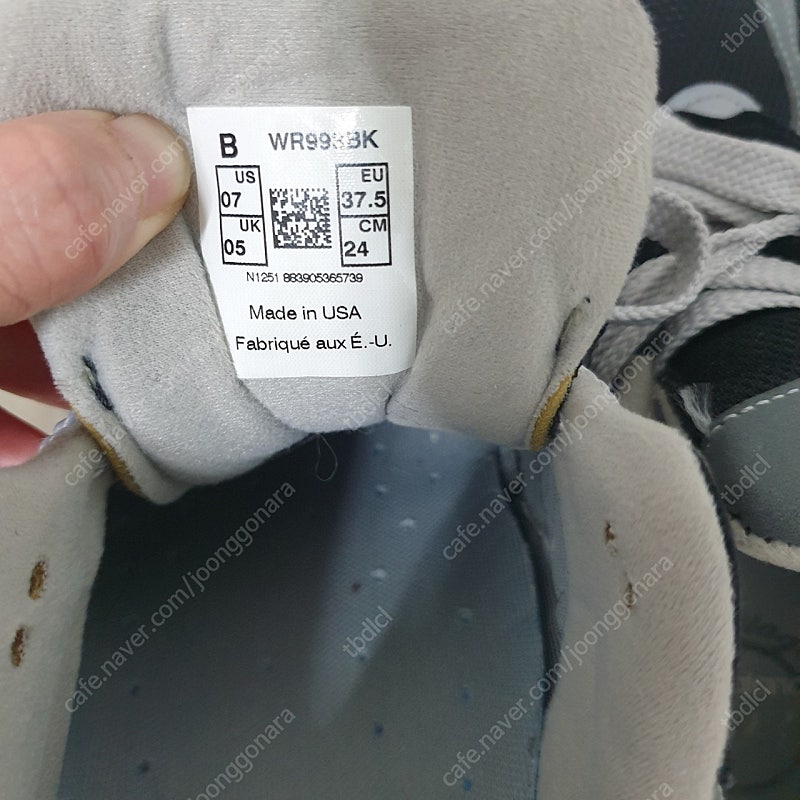 B WR993BK
US 07
EU 37.5
UK 05
CM 24
N1251 883905365739
Made in USA
Fabriqué aux É.-U.
cafe.naver.com/joonggonara
tbdlcl